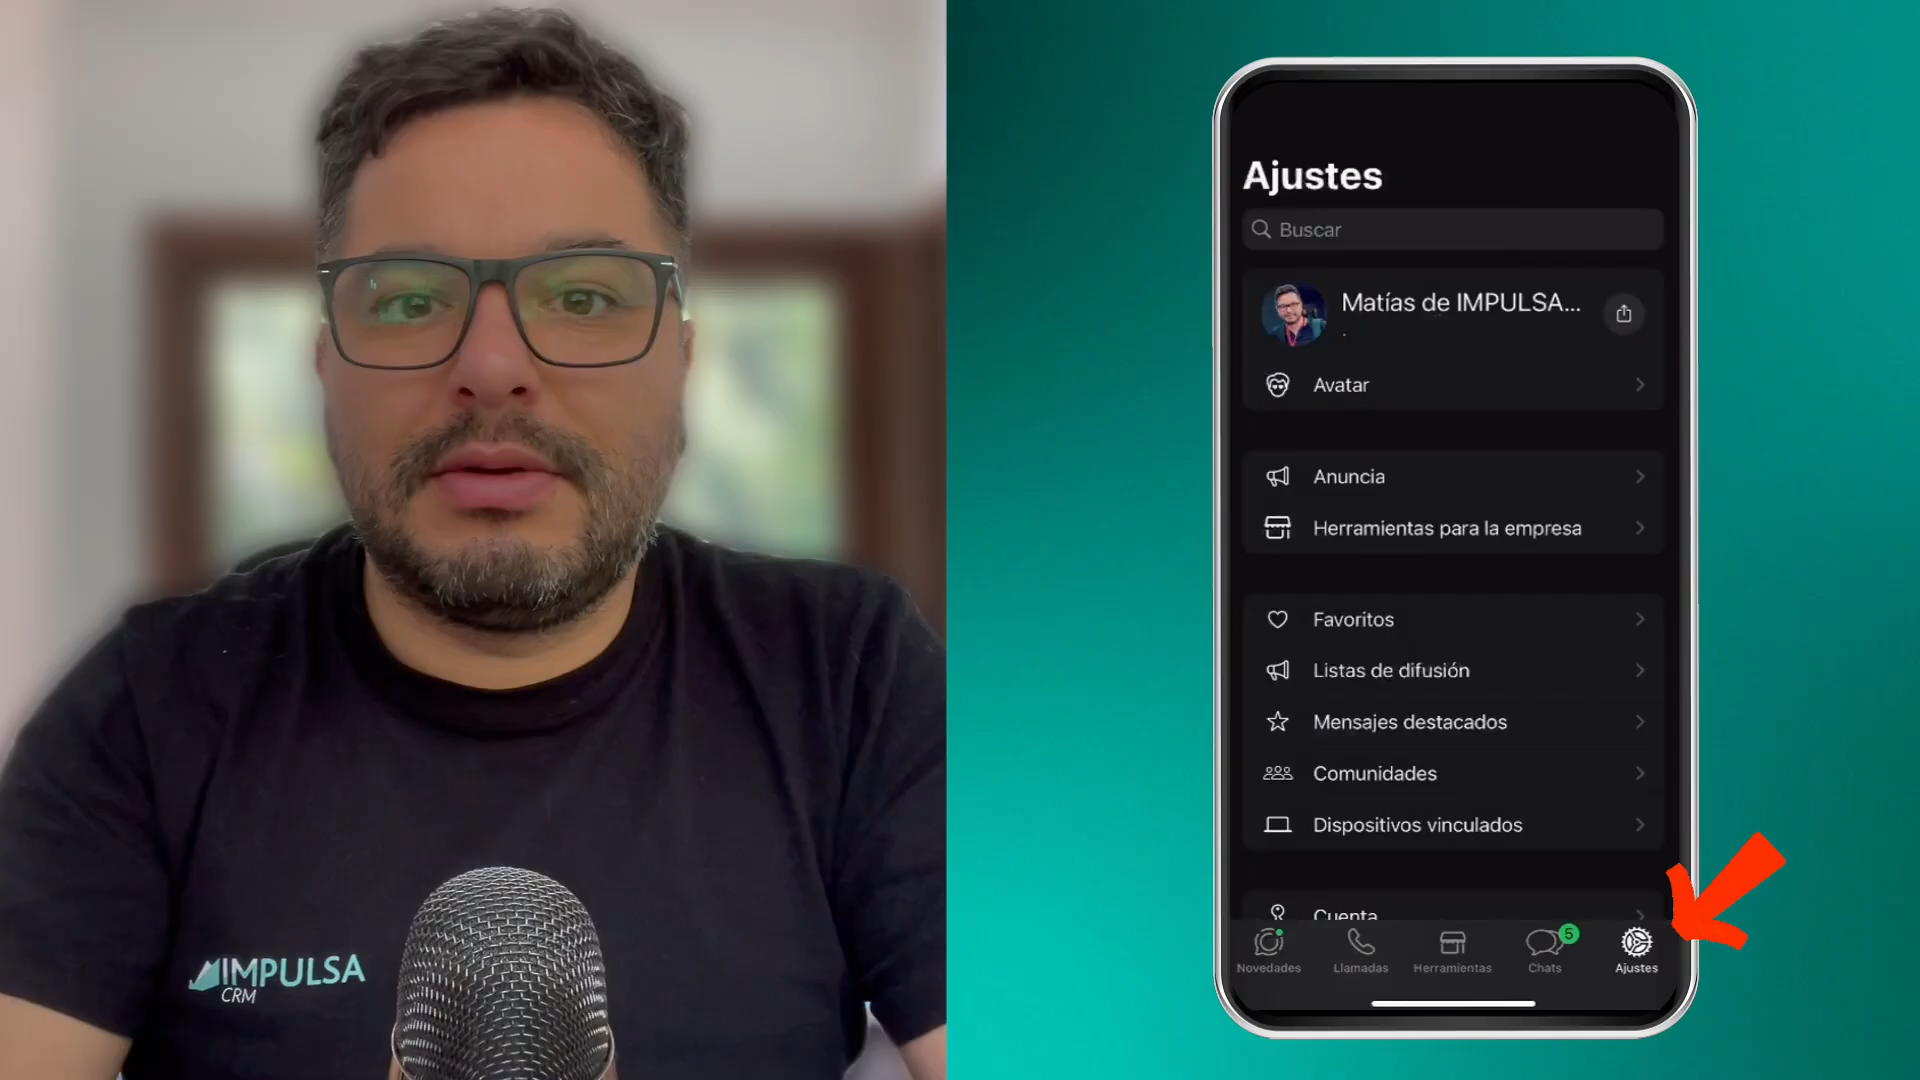 IMPULSA
CRM
Ajustes
Buscar
Matías de IMPULSA...
.
Avatar
Anuncia
Herramientas para la empresa
Favoritos
Listas de difusión
Mensajes destacados
Comunidades
Dispositivos vinculados
Cuenta
5
Novedades
Llamadas
Herramientas
Chats
Ajustes